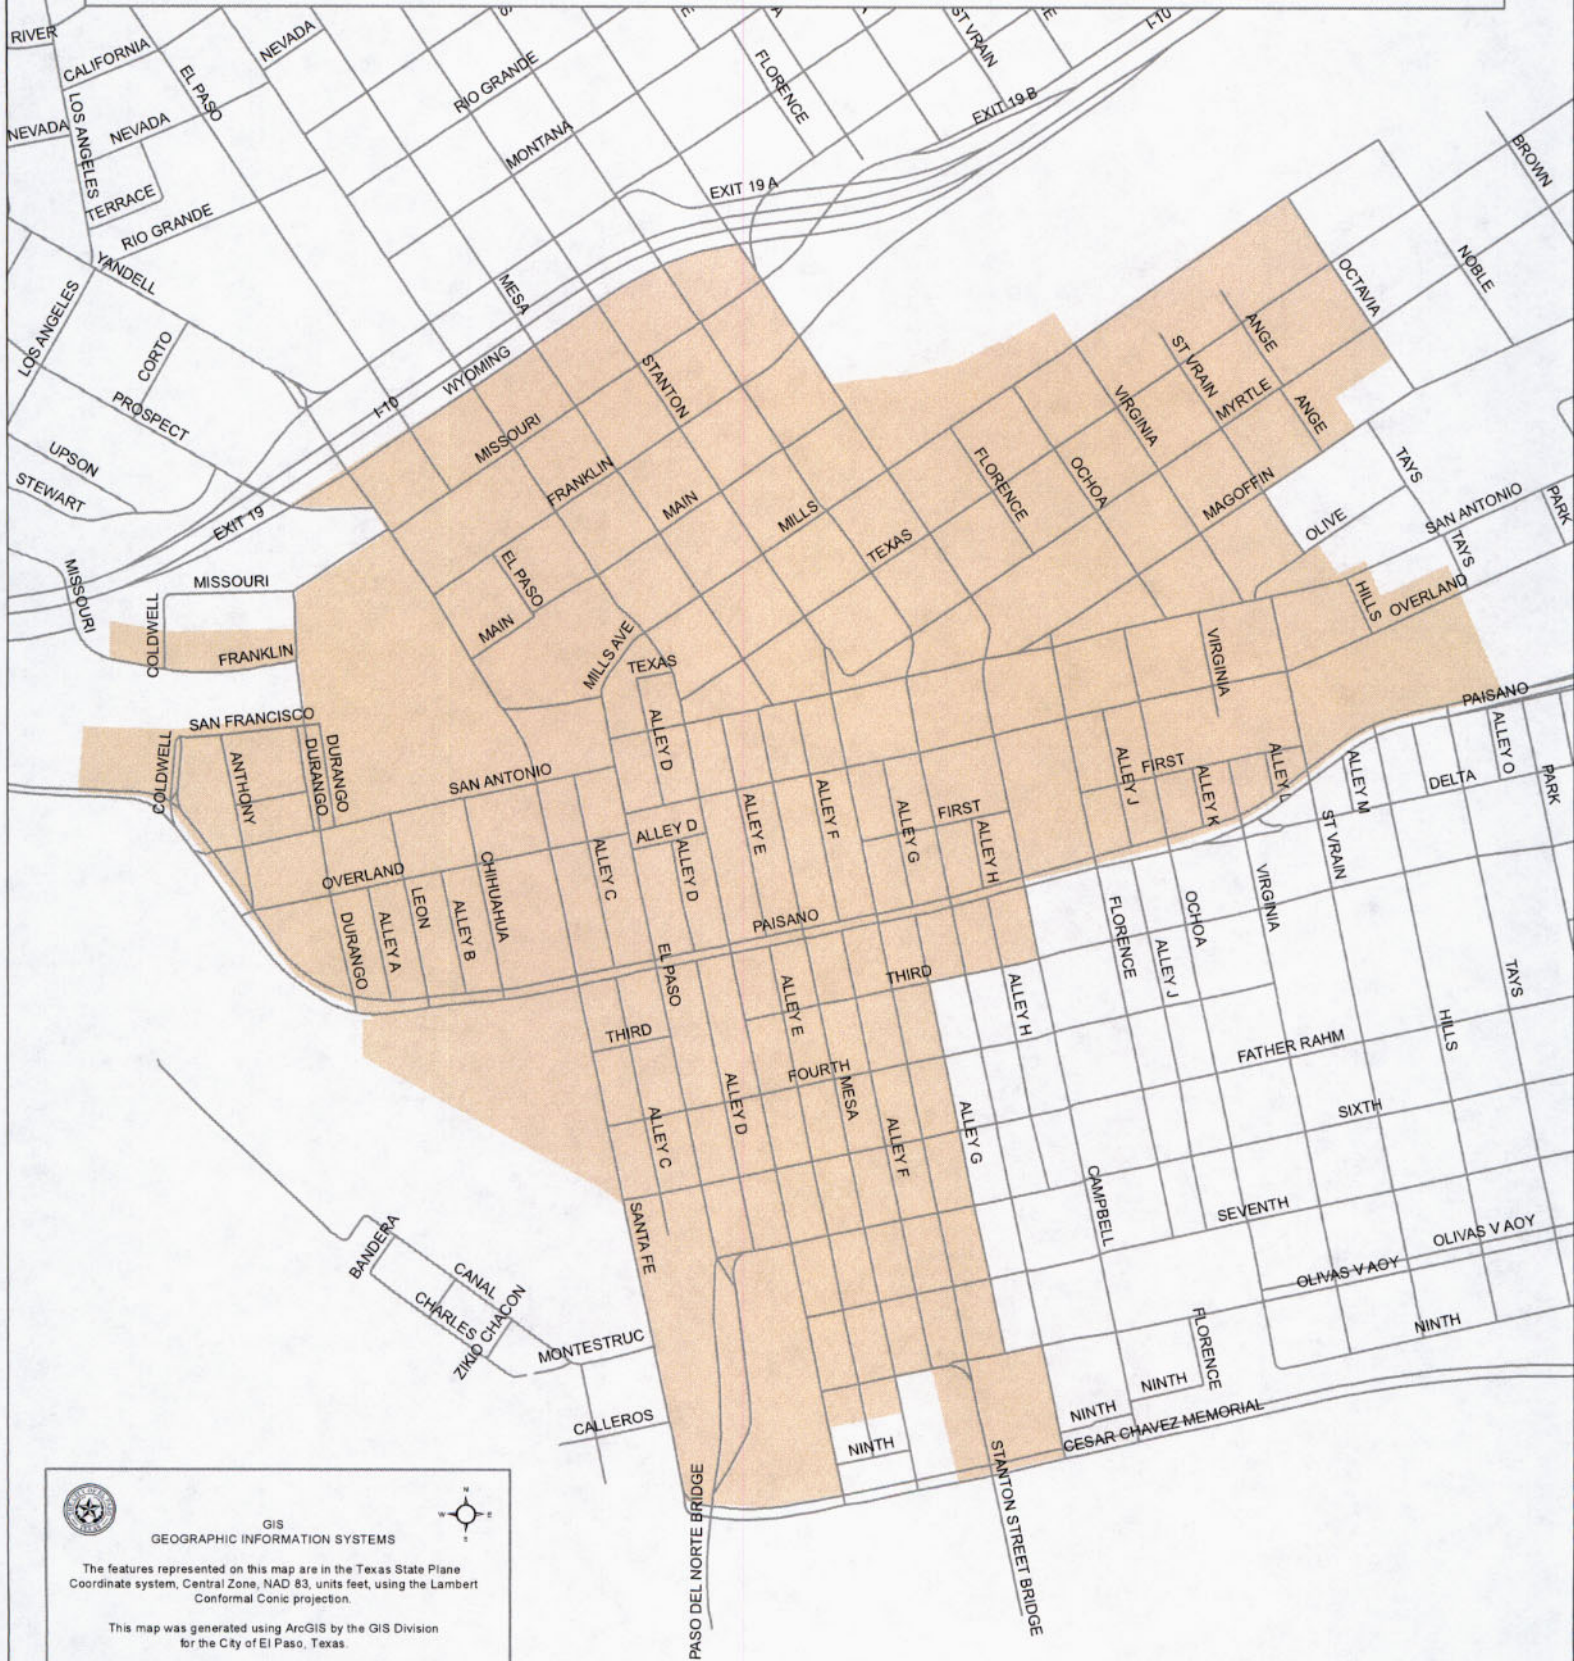 RIVER
CALIFORNIA
NEVADA
EL PASO
LOS ANGELES
NEVADA
NEVADA
TERRACE
RIO GRANDE
YANDELL
LOS ANGELES
CORTO
PROSPECT
UPSON
STEWART
RIO GRANDE
MONTANA
FLORENCE
ST VRAIN
I-10
EXIT 19 B
EXIT 19 A
BROWN
NOBLE
OCTAVIA
MESA
WYOMING
I-10
EXIT 19
STANTON
MISSOURI
FRANKLIN
MAIN
MILLS
TEXAS
EL PASO
MAIN
MILLS AVE
TEXAS
FLORENCE
OCHOA
VIRGINIA
ST VRAIN
ANGE
MYRTLE
ANGE
MAGOFFIN
OLIVE
TAYS
SAN ANTONIO
PARK
TAYS
HILLS
OVERLAND
MISSOURI
MISSOURI
COLDWELL
FRANKLIN
SAN FRANCISCO
COLDWELL
ANTHONY
DURANGO
DURANGO
SAN ANTONIO
ALLEY D
VIRGINIA
PAISANO
ALLEY O
PARK
DELTA
ALLEY M
ALLEY L
FIRST
ALLEY J
ALLEY K
ST VRAIN
OVERLAND
CHIHUAHUA
LEON
ALLEY B
ALLEY A
DURANGO
ALLEY C
ALLEY D
ALLEY D
ALLEY E
ALLEY F
ALLEY G
FIRST
ALLEY H
PAISANO
EL PASO
THIRD
ALLEY E
THIRD
ALLEY H
FLORENCE
ALLEY J
OCHOA
VIRGINIA
TAYS
HILLS
FATHER RAHM
SIXTH
SEVENTH
OLIVAS V AOY
OLIVAS V AOY
NINTH
FOURTH
MESA
ALLEY D
ALLEY C
ALLEY F
ALLEY G
CAMPBELL
SANTA FE
BANDERA
CANAL
CHARLES
ZIKIO CHACON
MONTESTRUC
CALLEROS
FLORENCE
NINTH
NINTH
NINTH
CESAR CHAVEZ MEMORIAL
PASO DEL NORTE BRIDGE
STANTON STREET BRIDGE
N
W
E
GIS
GEOGRAPHIC INFORMATION SYSTEMS
The features represented on this map are in the Texas State Plane
Coordinate system, Central Zone, NAD 83, units feet, using the Lambert
Conformal Conic projection.
This map was generated using ArcGIS by the GIS Division
for the City of El Paso, Texas.